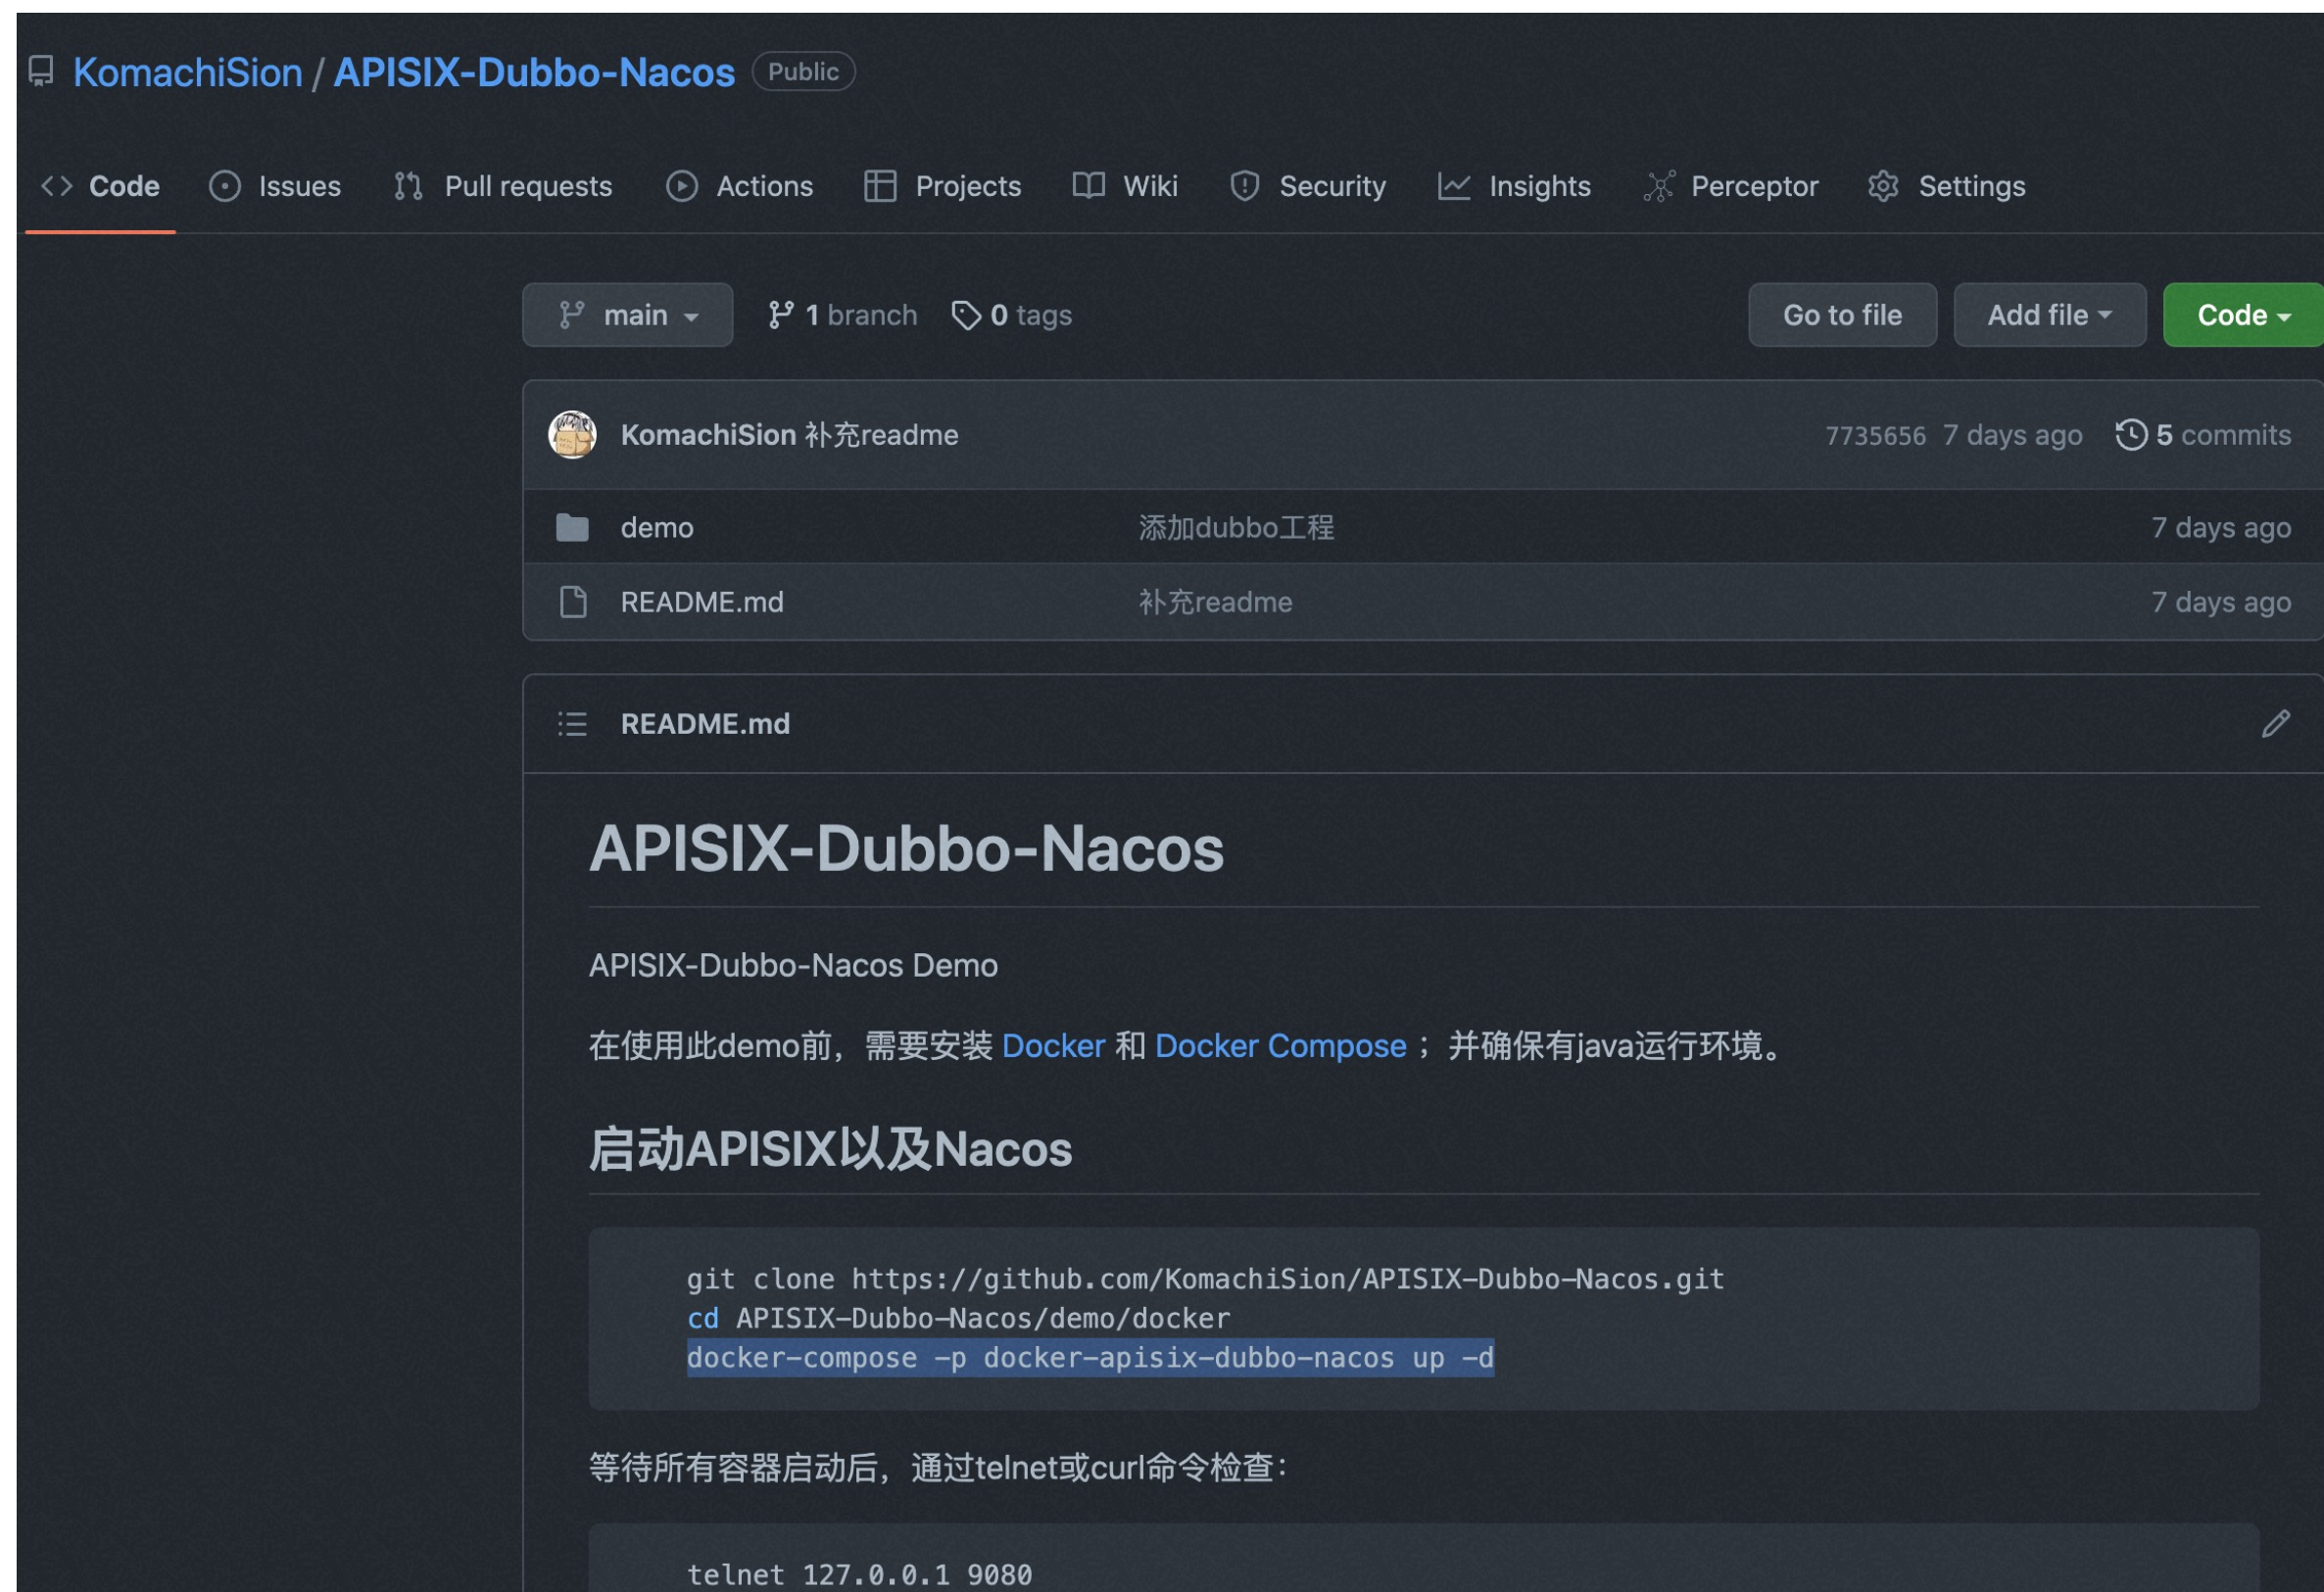 KomachiSion / APISIX-Dubbo-Nacos Public
Code Issues Pull requests Actions Projects Wiki Security Insights Perceptor Settings
main 1 branch 0 tags Go to file Add file Code
KomachiSion 补充readme 7735656 7 days ago 5 commits
demo 添加dubbo工程 7 days ago
README.md 补充readme 7 days ago
README.md
APISIX-Dubbo-Nacos
APISIX-Dubbo-Nacos Demo
在使用此demo前，需要安装 Docker 和 Docker Compose ；并确保有java运行环境。
启动APISIX以及Nacos
git clone https://github.com/KomachiSion/APISIX-Dubbo-Nacos.git
cd APISIX-Dubbo-Nacos/demo/docker
docker-compose -p docker-apisix-dubbo-nacos up -d
等待所有容器启动后，通过telnet或curl命令检查：
telnet 127.0.0.1 9080